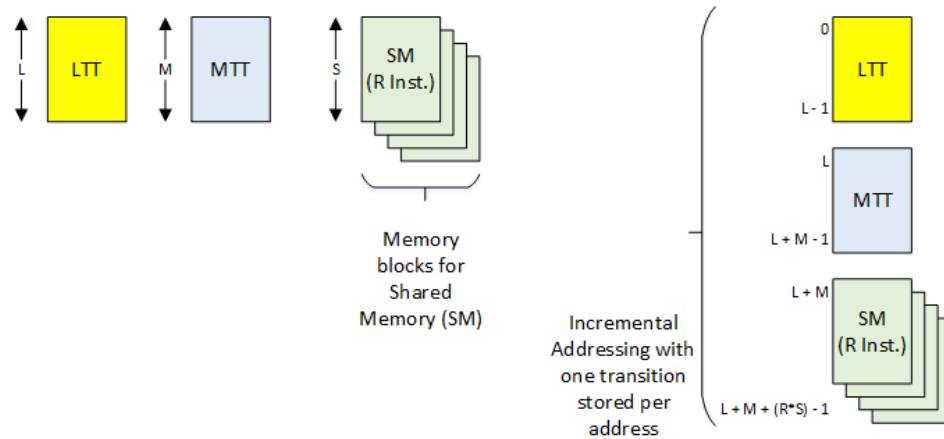 L
LTT
M
MTT
S
SM
(R Inst.)
Memory
blocks for
Shared
Memory (SM)
Incremental
Addressing with
one transition
stored per
address
0
LTT
L - 1
L
MTT
L + M - 1
L + M
SM
(R Inst.)
L + M + (R*S) - 1